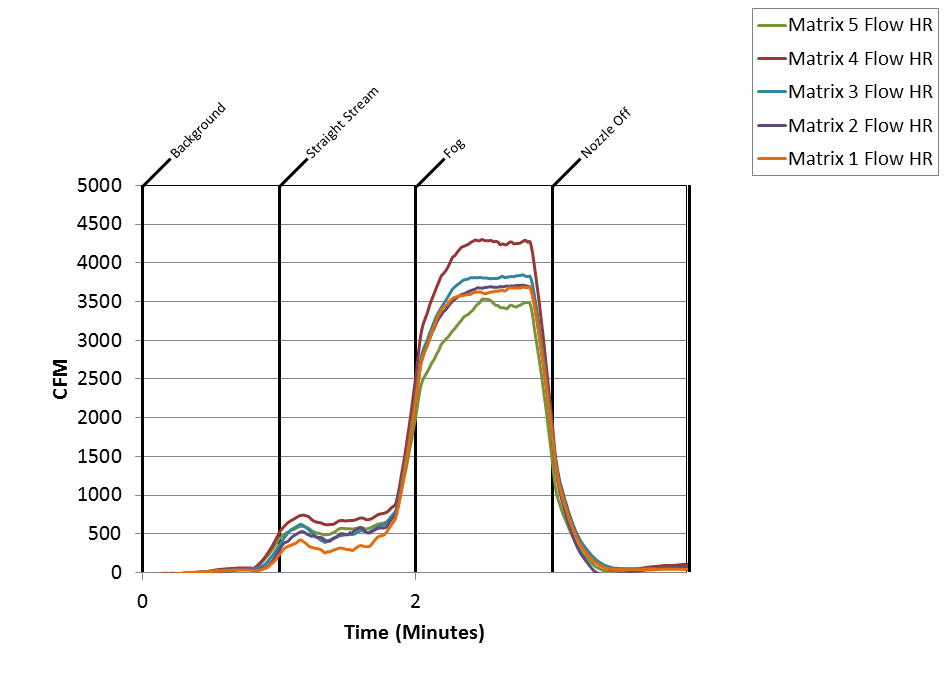 Matrix 5 Flow HR
Matrix 4 Flow HR
Matrix 3 Flow HR
Matrix 2 Flow HR
Matrix 1 Flow HR
Background
Straight Stream
Fog
Nozzle Off
5000
4500
4000
3500
3000
2500
2000
1500
1000
500
0
CFM
0
2
Time (Minutes)